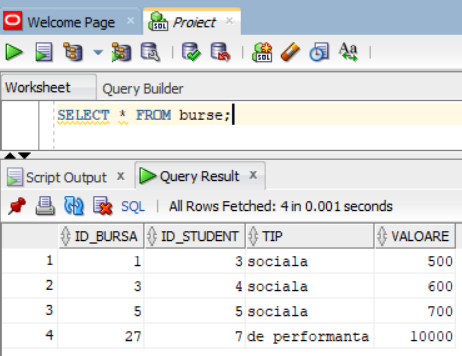 Welcome Page × Proiect ×
Aa
Worksheet Query Builder
SELECT * FROM burse;
Script Output × Query Result ×
SQL | All Rows Fetched: 4 in 0.001 seconds
ID_BURSA ID_STUDENT TIP VALOARE
1 1 3 sociala 500
2 3 4 sociala 600
3 5 5 sociala 700
4 27 7 de performanta 10000